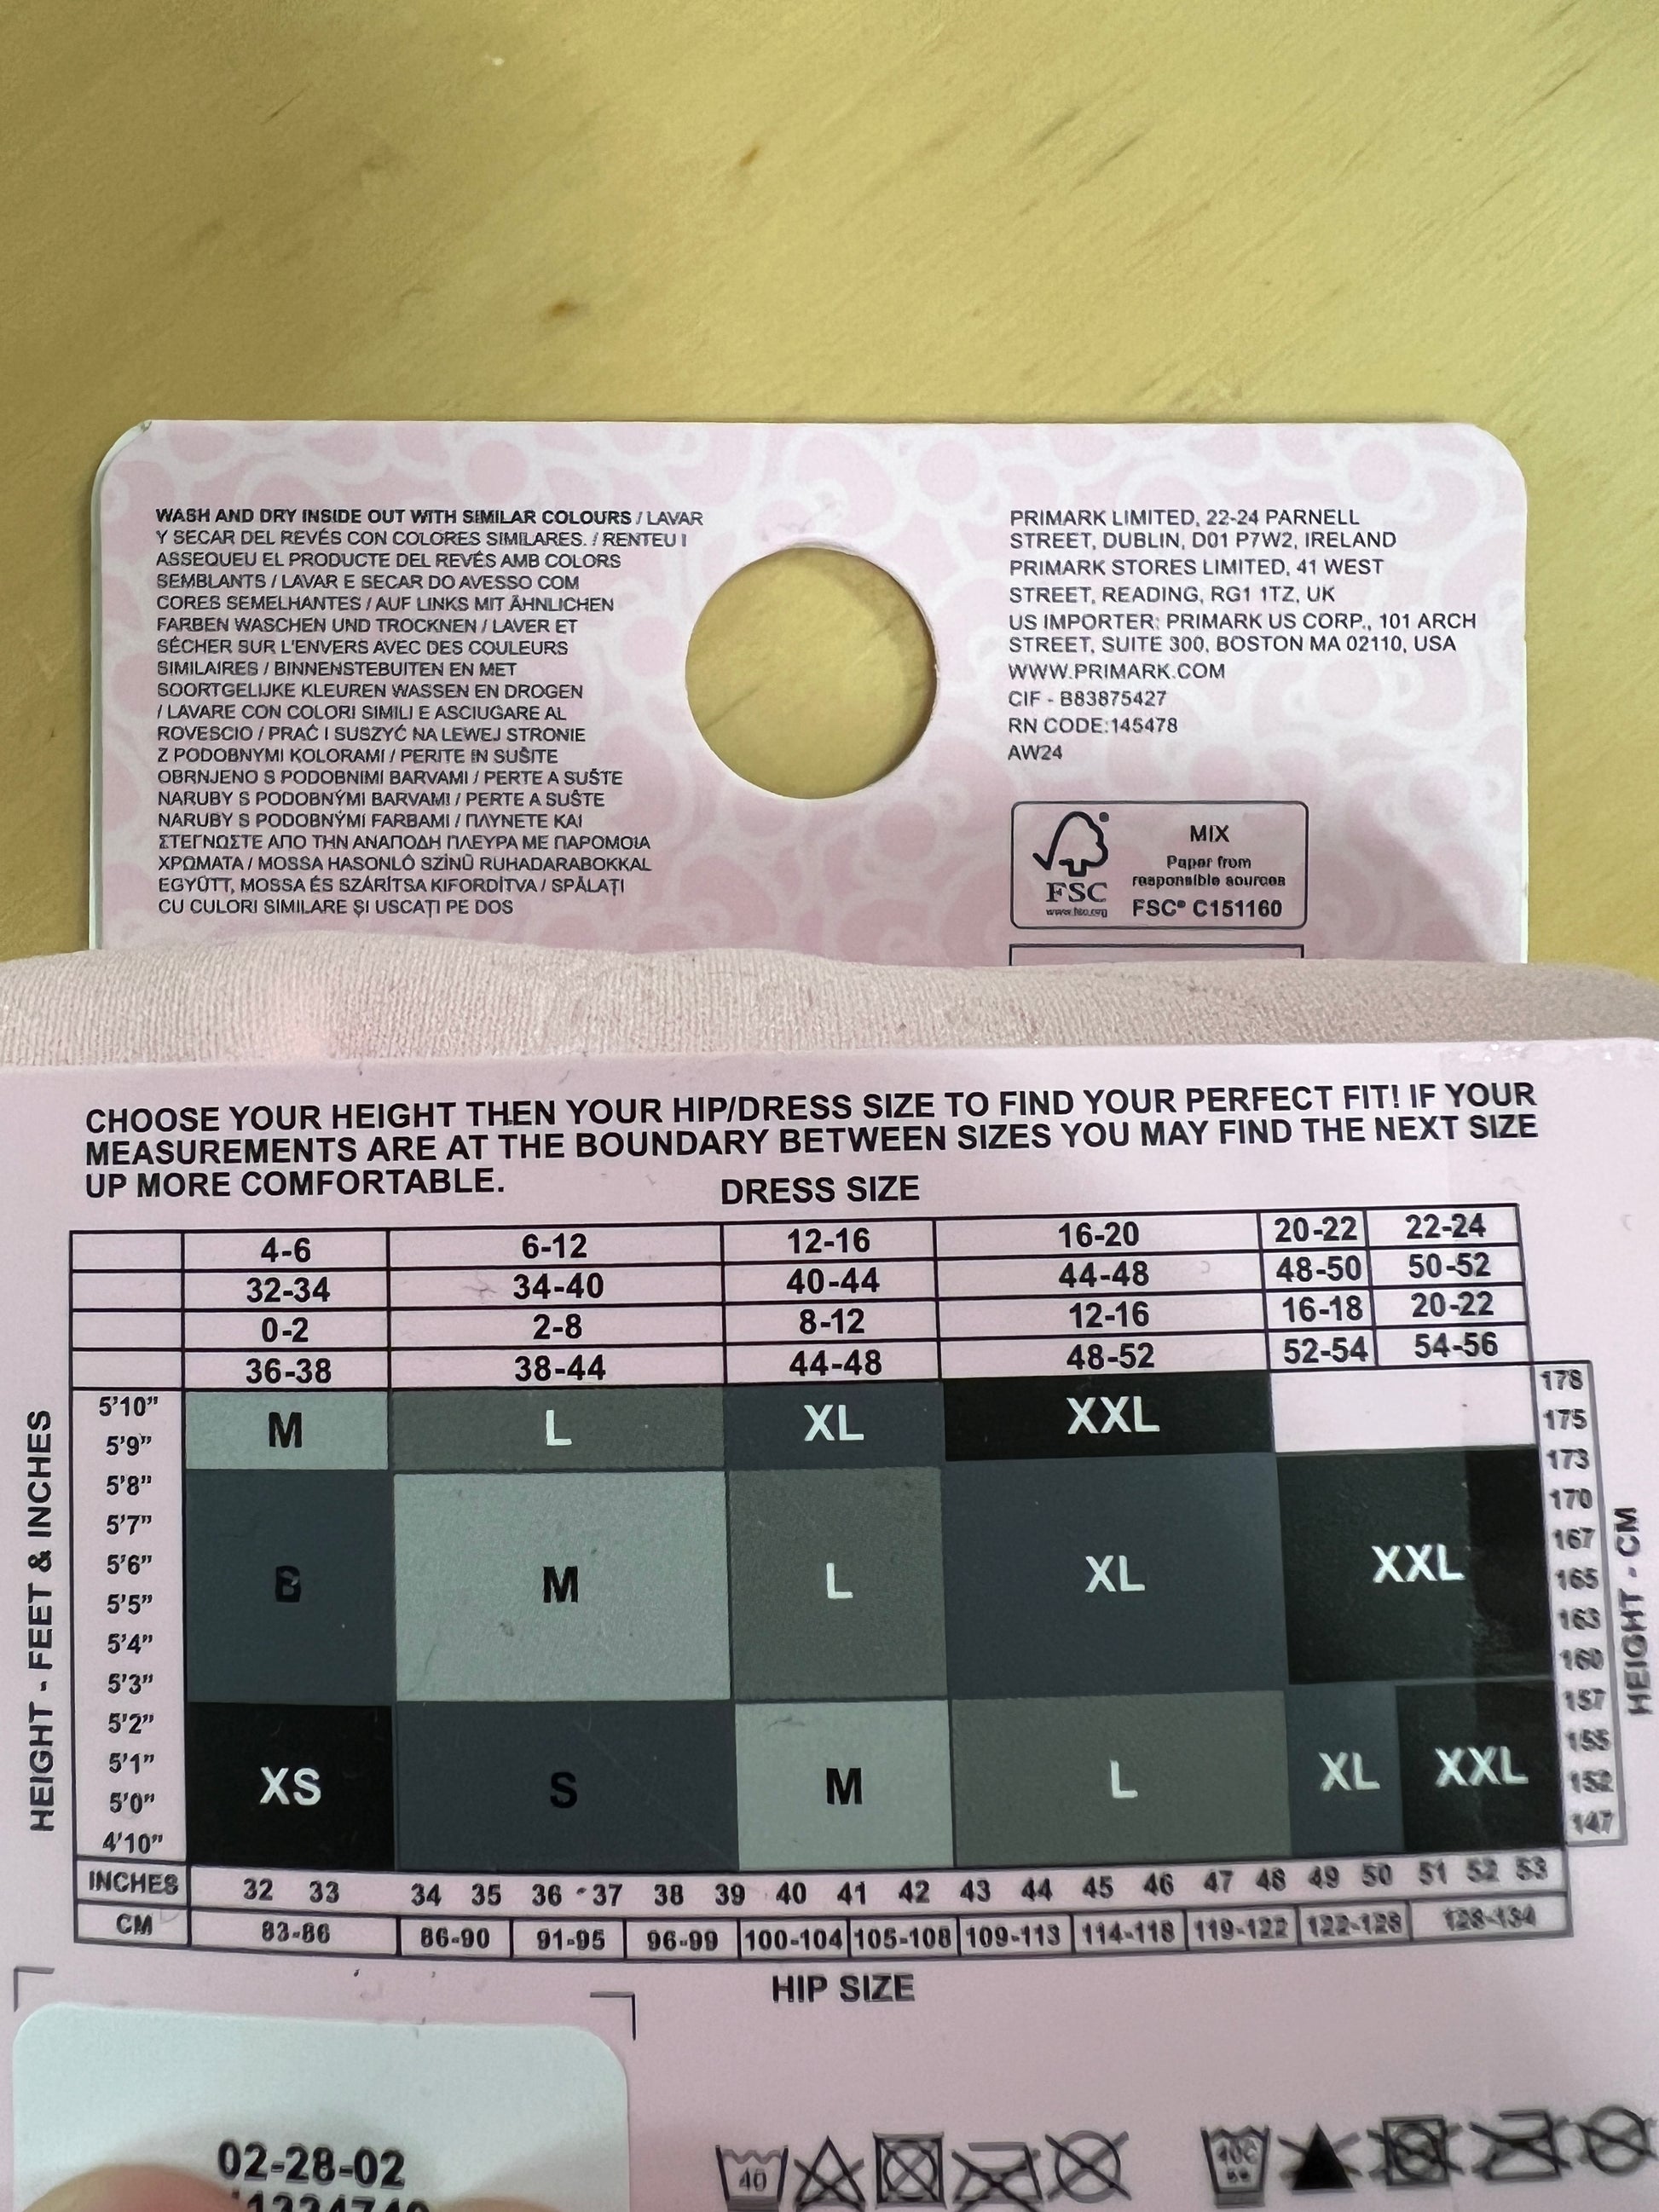 WASH AND DRY INSIDE OUT WITH SIMILAR COLOURS / LAVAR
Y SECAR DEL REVÉS CON COLORES SIMILARES. / RENTEU I
ASSEQUEU EL PRODUCTE DEL REVÉS AMB COLORS
SEMBLANTS / LAVAR E SECAR DO AVESSO COM
CORES SEMELHANTES / AUF LINKS MIT ÄHNLICHEN
FARBEN WASCHEN UND TROCKNEN / LAVER ET
SÉCHER SUR L'ENVERS AVEC DES COULEURS
SIMILAIRES / BINNENSTEBUITEN EN MET
SOORTGELIJKE KLEUREN WASSEN EN DROGEN
/ LAVARE CON COLORI SIMILI E ASCIUGARE AL
ROVESCIO / PRAĆ I SUSZYĆ NA LEWEJ STRONIE
Z PODOBNYMI KOLORAMI / PERITE IN SUŠITE
OBRNJENO S PODOBNIMI BARVAMI / PERTE A SUŠTE
NARUBY S PODOBNÝMI BARVAMI / PERTE A SUŠTE
NARUBY S PODOBNÝMI FARBAMI / ΠΛΥΝΕΤΕ ΚΑΙ
ΣΤΕΓΝΩΣΤΕ ΑΠΟ ΤΗΝ ΑΝΑΠΟΔΗ ΠΛΕΥΡΑ ΜΕ ΠΑΡΟΜΟΙΑ
ΧΡΩΜΑΤΑ / MOSSA HASONLÓ SZÍNŰ RUHADARABOKKAL
EGYÜTT, MOSSA ÉS SZÁRÍTSA KIFORDÍTVA / SPĂLAȚI
CU CULORI SIMILARE ȘI USCAȚI PE DOS
PRIMARK LIMITED, 22-24 PARNELL
STREET, DUBLIN, D01 P7W2, IRELAND
PRIMARK STORES LIMITED, 41 WEST
STREET, READING, RG1 1TZ, UK
US IMPORTER: PRIMARK US CORP., 101 ARCH
STREET, SUITE 300, BOSTON MA 02110, USA
WWW.PRIMARK.COM
CIF - B83875427
RN CODE:145478
AW24
FSC
www.fsc.org
MIX
Paper from
responsible sources
FSC® C151160
CHOOSE YOUR HEIGHT THEN YOUR HIP/DRESS SIZE TO FIND YOUR PERFECT FIT! IF YOUR
MEASUREMENTS ARE AT THE BOUNDARY BETWEEN SIZES YOU MAY FIND THE NEXT SIZE
UP MORE COMFORTABLE.
DRESS SIZE
4-6 6-12 12-16 16-20 20-22 22-24
32-34 34-40 40-44 44-48 48-50 50-52
0-2 2-8 8-12 12-16 16-18 20-22
36-38 38-44 44-48 48-52 52-54 54-56
HEIGHT - FEET & INCHES
5'10"
5'9"
5'8"
5'7"
5'6"
5'5"
5'4"
5'3"
5'2"
5'1"
5'0"
4'10"
M L XL XXL
M L XL XXL
XS S M L XL XXL
178
175
173
170
167
165
163
160
157
155
152
147
HEIGHT - CM
INCHES 32 33 34 35 36 37 38 39 40 41 42 43 44 45 46 47 48 49 50 51 52 53
CM 83-86 86-90 91-95 96-99 100-104 105-108 109-113 114-118 119-122 122-128 128-134
HIP SIZE
02-28-02
40
40C